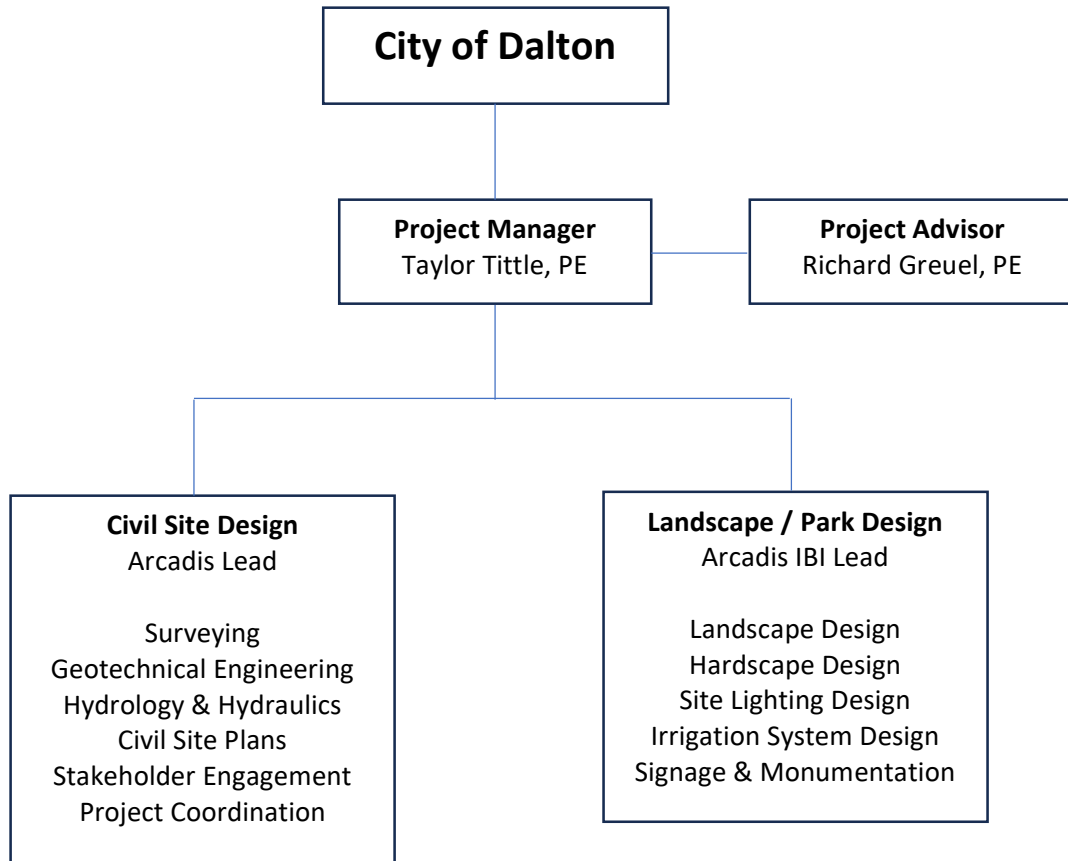 City of Dalton
Project Manager
Taylor Tittle, PE
Project Advisor
Richard Greuel, PE
Civil Site Design
Arcadis Lead
Surveying
Geotechnical Engineering
Hydrology & Hydraulics
Civil Site Plans
Stakeholder Engagement
Project Coordination
Landscape / Park Design
Arcadis IBI Lead
Landscape Design
Hardscape Design
Site Lighting Design
Irrigation System Design
Signage & Monumentation